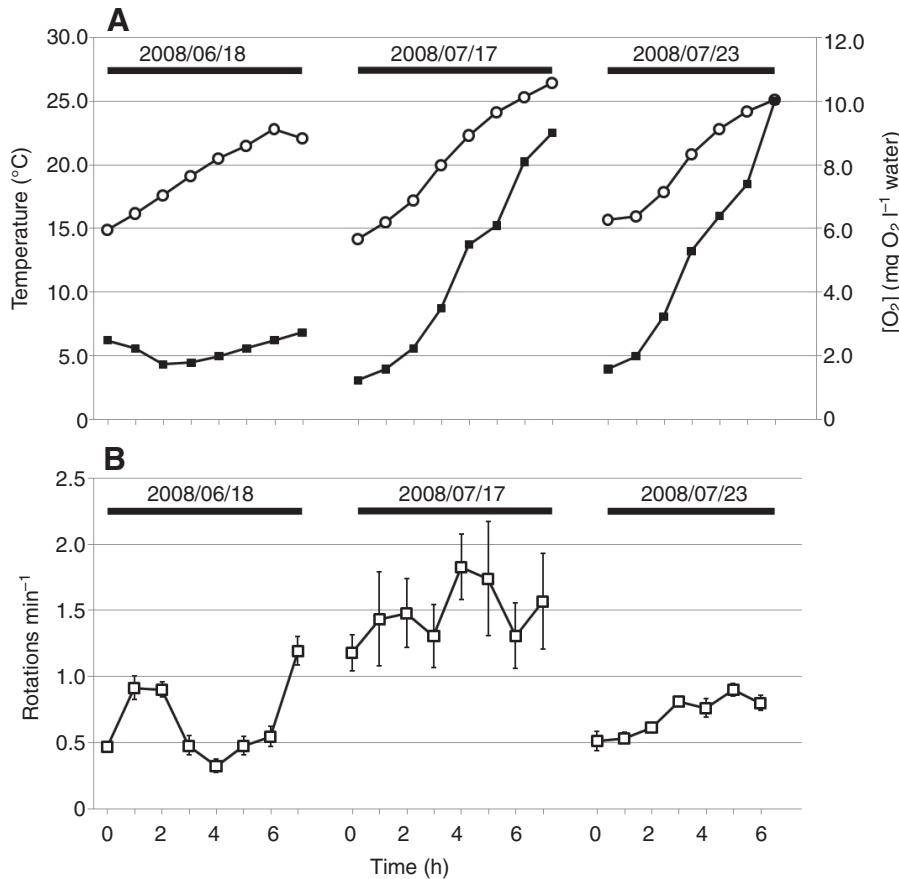 A
30.0
25.0
20.0
15.0
10.0
5.0
0
Temperature (°C)
2008/06/18 2008/07/17 2008/07/23
12.0
10.0
8.0
6.0
4.0
2.0
0
[O₂] (mg O₂ l⁻¹ water)
B
2.5
2.0
1.5
1.0
0.5
0
Rotations min⁻¹
2008/06/18 2008/07/17 2008/07/23
0 2 4 6 0 2 4 6 0 2 4 6
Time (h)